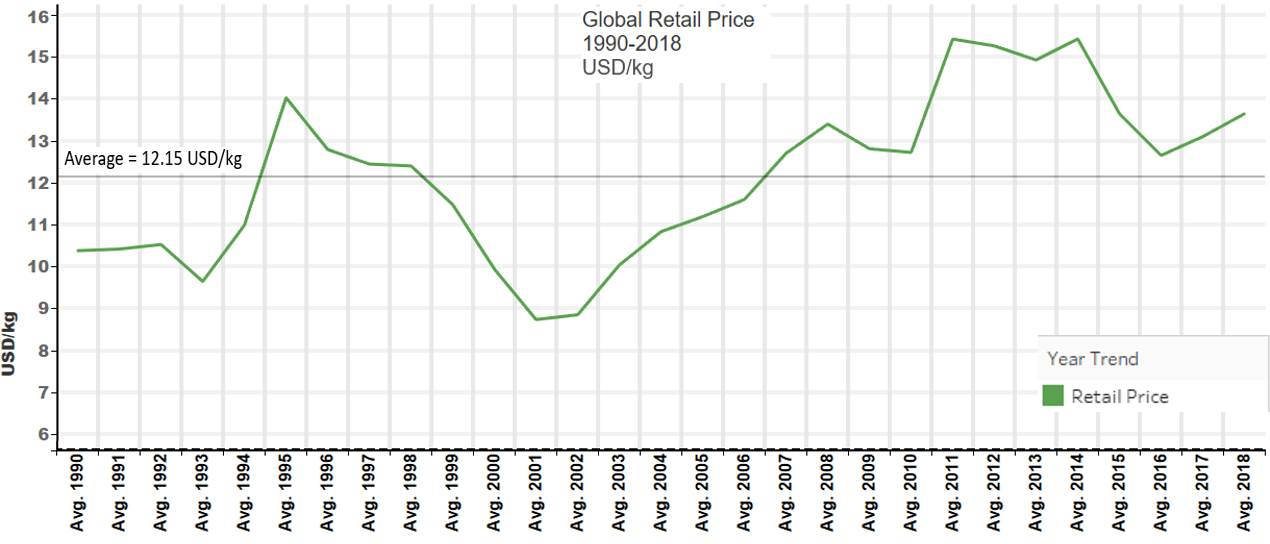 Global Retail Price
1990-2018
USD/kg
16
15
14
13
Average = 12.15 USD/kg
12
11
10
9
8
7
6
USD/kg
Year Trend
Retail Price
Avg. 1990
Avg. 1991
Avg. 1992
Avg. 1993
Avg. 1994
Avg. 1995
Avg. 1996
Avg. 1997
Avg. 1998
Avg. 1999
Avg. 2000
Avg. 2001
Avg. 2002
Avg. 2003
Avg. 2004
Avg. 2005
Avg. 2006
Avg. 2007
Avg. 2008
Avg. 2009
Avg. 2010
Avg. 2011
Avg. 2012
Avg. 2013
Avg. 2014
Avg. 2015
Avg. 2016
Avg. 2017
Avg. 2018